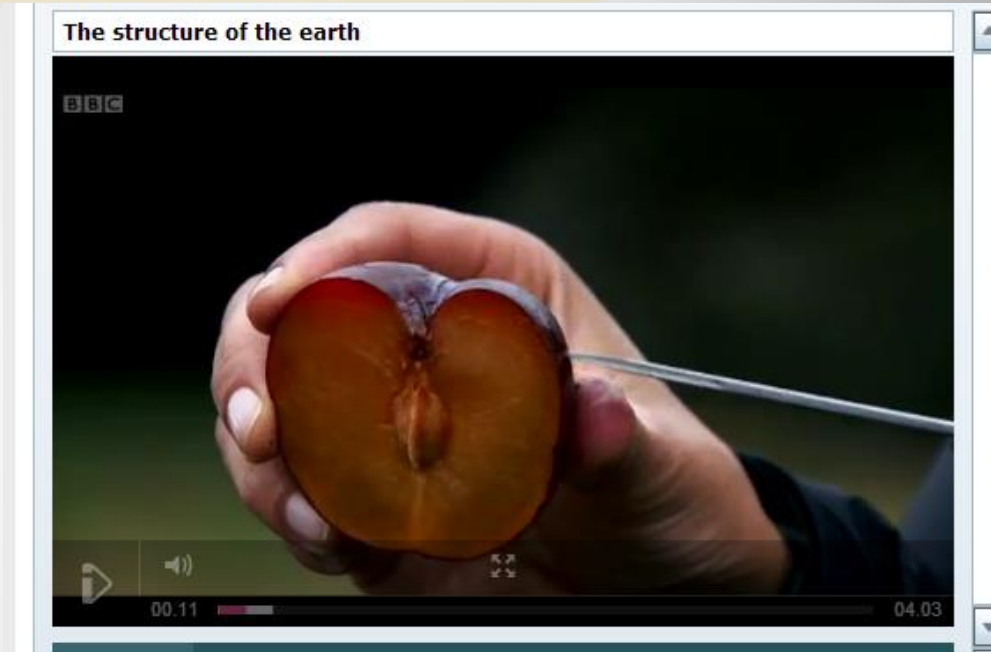 The structure of the earth
BBC
00.11
04.03